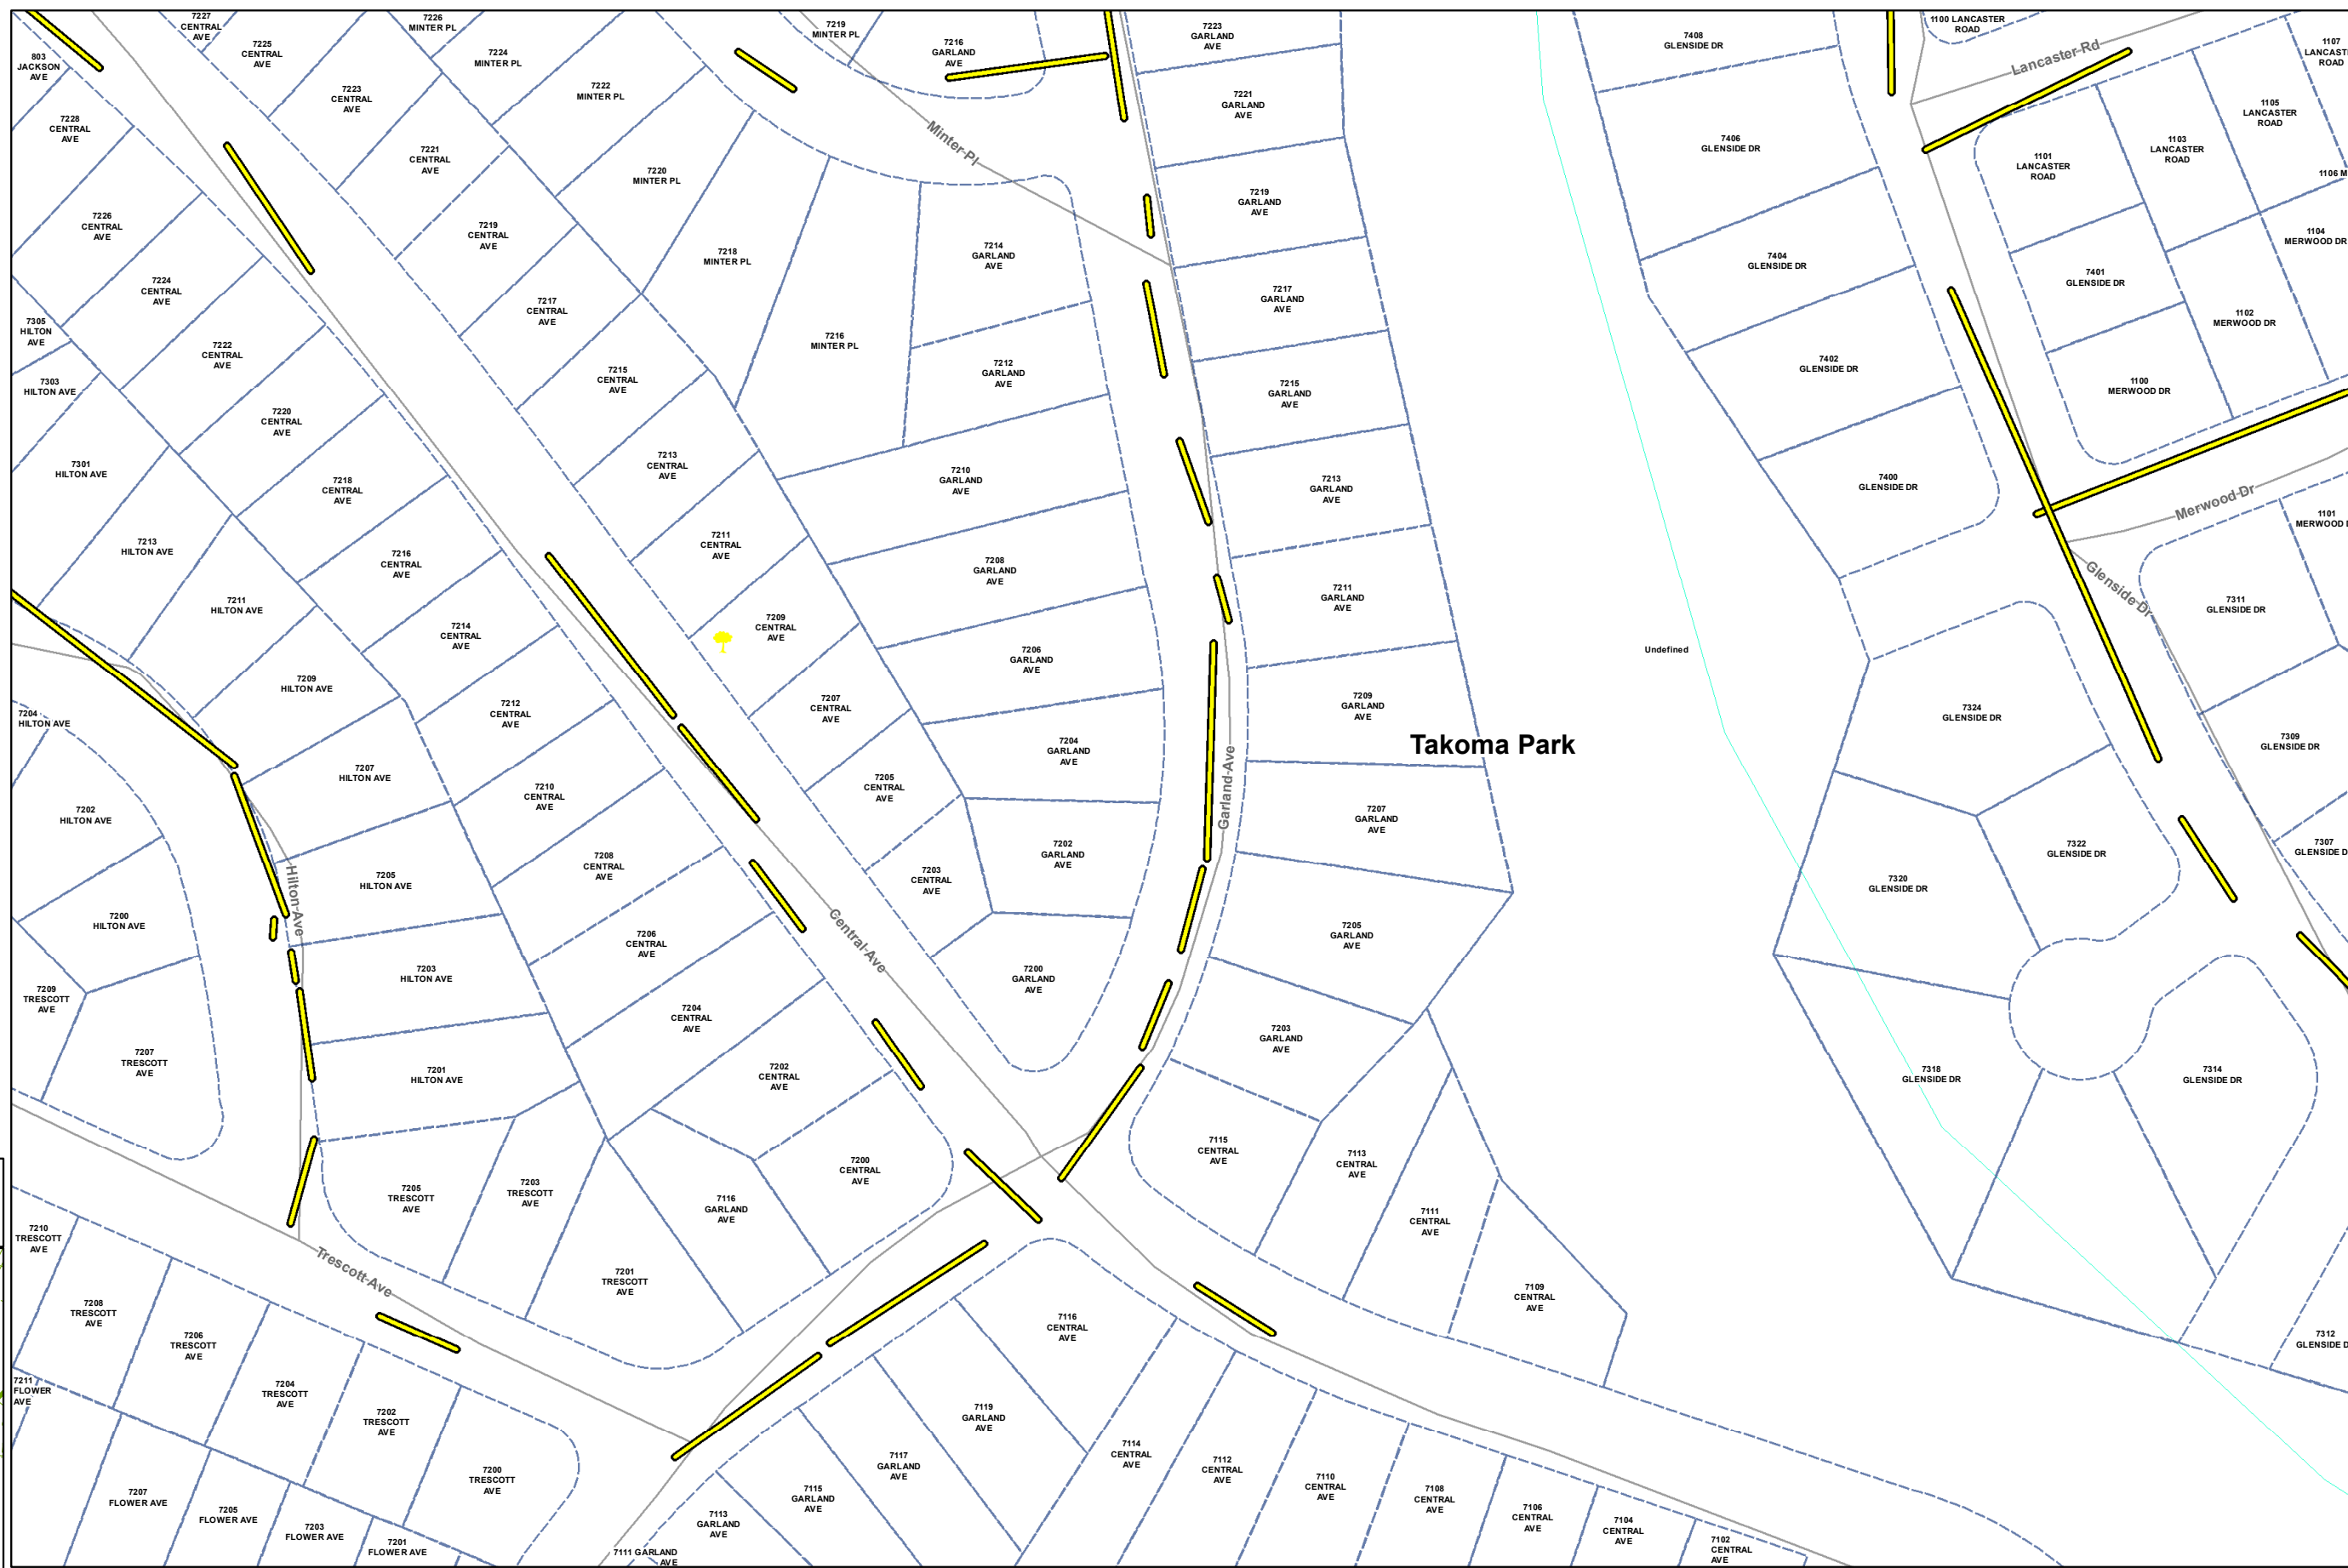 7227
CENTRAL
AVE
7226
MINTER PL
7219
MINTER PL
7223
GARLAND
AVE
1100 LANCASTER
ROAD
803
JACKSON
AVE
7225
CENTRAL
AVE
7224
MINTER PL
7216
GARLAND
AVE
7408
GLENSIDE DR
Lancaster-Rd
1107
LANCAST
ROAD
7228
CENTRAL
AVE
7223
CENTRAL
AVE
7222
MINTER PL
7221
GARLAND
AVE
1105
LANCASTER
ROAD
7221
CENTRAL
AVE
7220
MINTER PL
Minter-Pl
7406
GLENSIDE DR
1101
LANCASTER
ROAD
1103
LANCASTER
ROAD
1106 M
7226
CENTRAL
AVE
7219
CENTRAL
AVE
7218
MINTER PL
7214
GARLAND
AVE
7219
GARLAND
AVE
7404
GLENSIDE DR
1104
MERWOOD DR
7224
CENTRAL
AVE
7217
CENTRAL
AVE
7217
GARLAND
AVE
7401
GLENSIDE DR
7305
HILTON
AVE
7222
CENTRAL
AVE
7216
MINTER PL
1102
MERWOOD DR
7303
HILTON AVE
7215
CENTRAL
AVE
7212
GARLAND
AVE
7215
GARLAND
AVE
7402
GLENSIDE DR
1100
MERWOOD DR
7220
CENTRAL
AVE
7301
HILTON AVE
7218
CENTRAL
AVE
7213
CENTRAL
AVE
7210
GARLAND
AVE
7213
GARLAND
AVE
7400
GLENSIDE DR
Merwood-Dr
1101
MERWOOD
7213
HILTON AVE
7216
CENTRAL
AVE
7211
CENTRAL
AVE
7208
GARLAND
AVE
7211
GARLAND
AVE
Glenside-Dr
7211
HILTON AVE
7214
CENTRAL
AVE
7209
CENTRAL
AVE
7206
GARLAND
AVE
Undefined
7311
GLENSIDE DR
7209
HILTON AVE
7212
CENTRAL
AVE
7207
CENTRAL
AVE
7209
GARLAND
AVE
7204
HILTON AVE
7324
GLENSIDE DR
7309
GLENSIDE DR
7204
GARLAND
AVE
Takoma Park
Garland-Ave
7207
HILTON AVE
7210
CENTRAL
AVE
7205
CENTRAL
AVE
7207
GARLAND
AVE
7202
HILTON AVE
7202
GARLAND
AVE
7322
GLENSIDE DR
7307
GLENSIDE D
7205
HILTON AVE
7208
CENTRAL
AVE
7203
CENTRAL
AVE
7320
GLENSIDE DR
Hilton-Ave
7200
HILTON AVE
7206
CENTRAL
AVE
Central-Ave
7205
GARLAND
AVE
7209
TRESCOTT
AVE
7203
HILTON AVE
7204
CENTRAL
AVE
7200
GARLAND
AVE
7207
TRESCOTT
AVE
7201
HILTON AVE
7202
CENTRAL
AVE
7203
GARLAND
AVE
7318
GLENSIDE DR
7314
GLENSIDE DR
7205
TRESCOTT
AVE
7203
TRESCOTT
AVE
7116
GARLAND
AVE
7200
CENTRAL
AVE
7115
CENTRAL
AVE
7113
CENTRAL
AVE
7210
TRESCOTT
AVE
Trescott-Ave
7201
TRESCOTT
AVE
7111
CENTRAL
AVE
7109
CENTRAL
AVE
7208
TRESCOTT
AVE
7206
TRESCOTT
AVE
7116
CENTRAL
AVE
7312
GLENSIDE D
7211
FLOWER
AVE
7204
TRESCOTT
AVE
7202
TRESCOTT
AVE
7119
GARLAND
AVE
7117
GARLAND
AVE
7114
CENTRAL
AVE
7112
CENTRAL
AVE
7110
CENTRAL
AVE
7207
FLOWER AVE
7205
FLOWER AVE
7200
TRESCOTT
AVE
7115
GARLAND
AVE
7108
CENTRAL
AVE
7106
CENTRAL
AVE
7203
FLOWER AVE
7201
FLOWER AVE
7113
GARLAND
AVE
7111 GARLAND
AVE
7104
CENTRAL
AVE
7102
CENTRAL
AVE